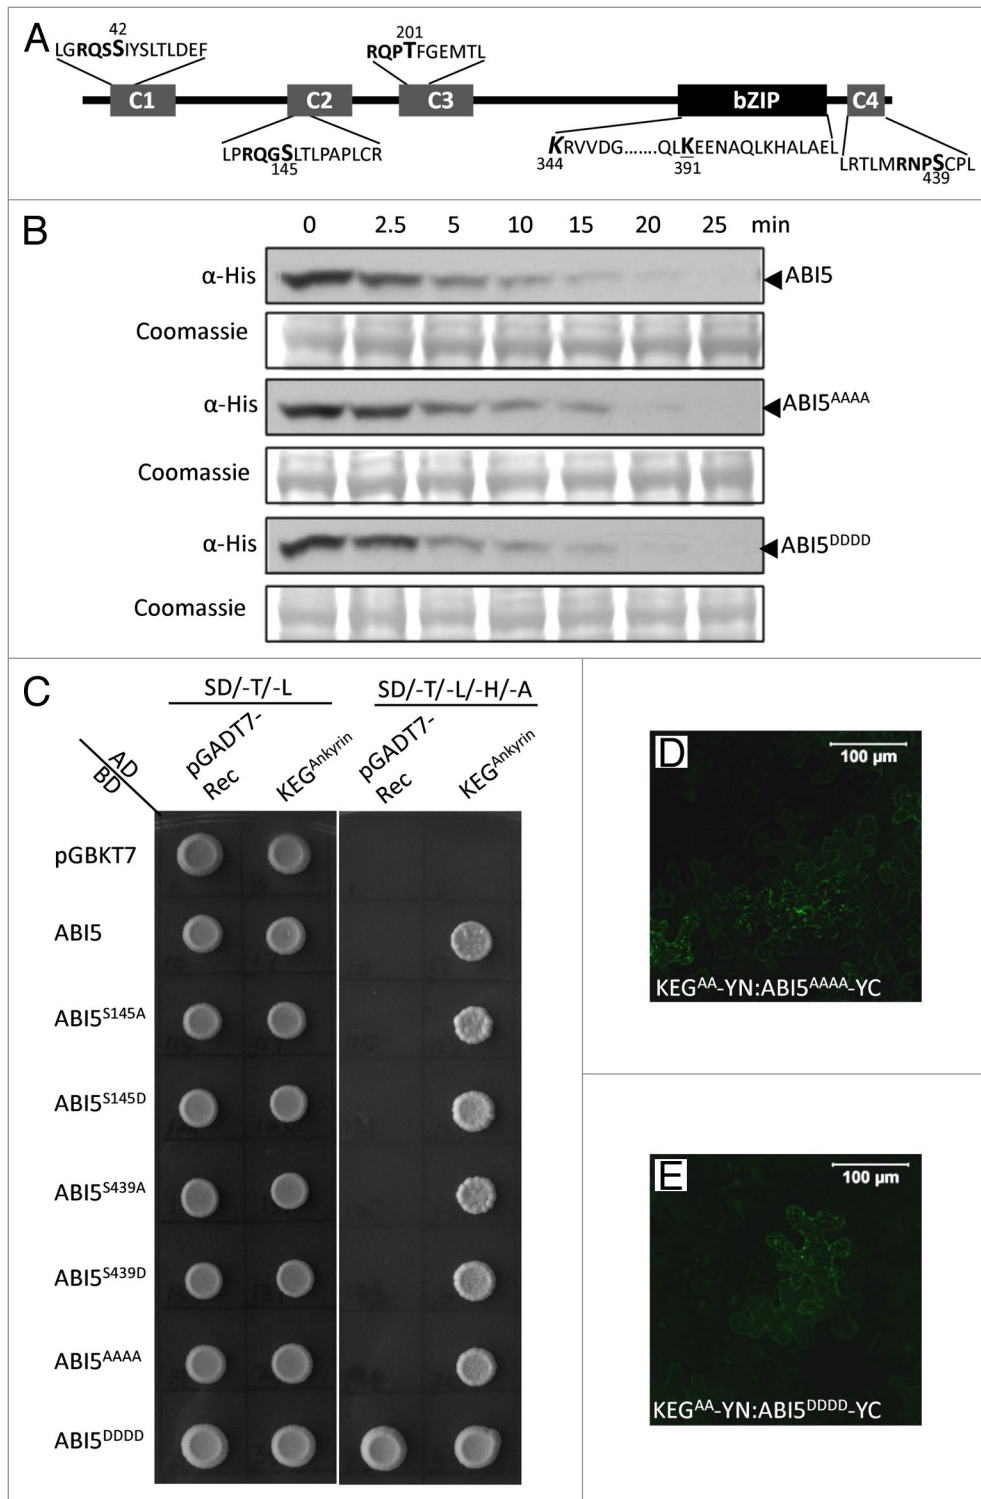 A
42
LGRQSSIYSLTLDEF
201
RQPTFGEMTL
C1 C2 C3 bZIP C4
LPRQGSLTLPAPLCR
145
KRVVDG.......QLKEENAQLKHALAEL
344 391
LRTLMRNPSCPL
439
B
0 2.5 5 10 15 20 25 min
α-His ABI5
Coomassie
α-His ABI5AAAA
Coomassie
α-His ABI5DDDD
Coomassie
C
SD/-T/-L SD/-T/-L/-H/-A
AD
BD
pGADT7-
Rec
KEGAnkyrin
pGADT7-
Rec
KEGAnkyrin
pGBKT7
ABI5
ABI5S145A
ABI5S145D
ABI5S439A
ABI5S439D
ABI5AAAA
ABI5DDDD
D
100 µm
KEGAA-YN:ABI5AAAA-YC
E
100 µm
KEGAA-YN:ABI5DDDD-YC